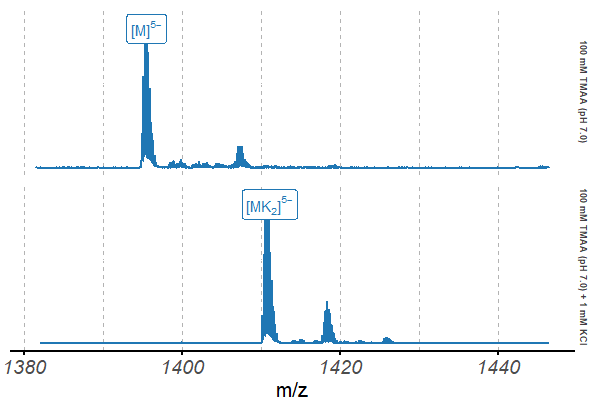 [M]⁵⁻
100 mM TMAA (pH 7.0)
[MK₂]⁵⁻
100 mM TMAA (pH 7.0) + 1 mM KCl
1380 1400 1420 1440
m/z